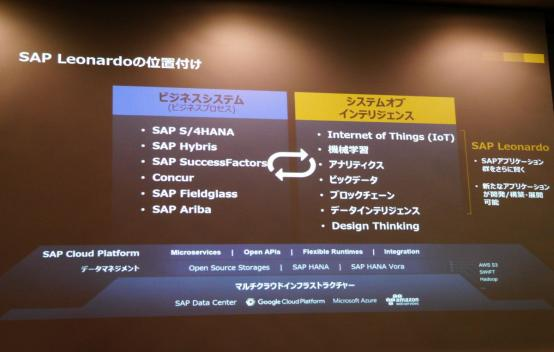 SAP Leonardoの位置付け
ビジネスシステム
(ビジネスプロセス)
• SAP S/4HANA
• SAP Hybris
• SAP SuccessFactors
• Concur
• SAP Fieldglass
• SAP Ariba
システムオブ
インテリジェンス
• Internet of Things (IoT)
• 機械学習
• アナリティクス
• ビックデータ
• ブロックチェーン
• データインテリジェンス
• Design Thinking
SAP Leonardo
• SAPアプリケーション
群をさらに賢く
• 新たなアプリケーション
が開発/構築・展開
可能
SAP Cloud Platform Microservices | Open APIs | Flexible Runtimes | Integration
データマネジメント Open Source Storages | SAP HANA | SAP HANA Vora
AWS S3
SWIFT
Hadoop
...
マルチクラウドインフラストラクチャー
SAP Data Center Google Cloud Platform Microsoft Azure amazon
webservices